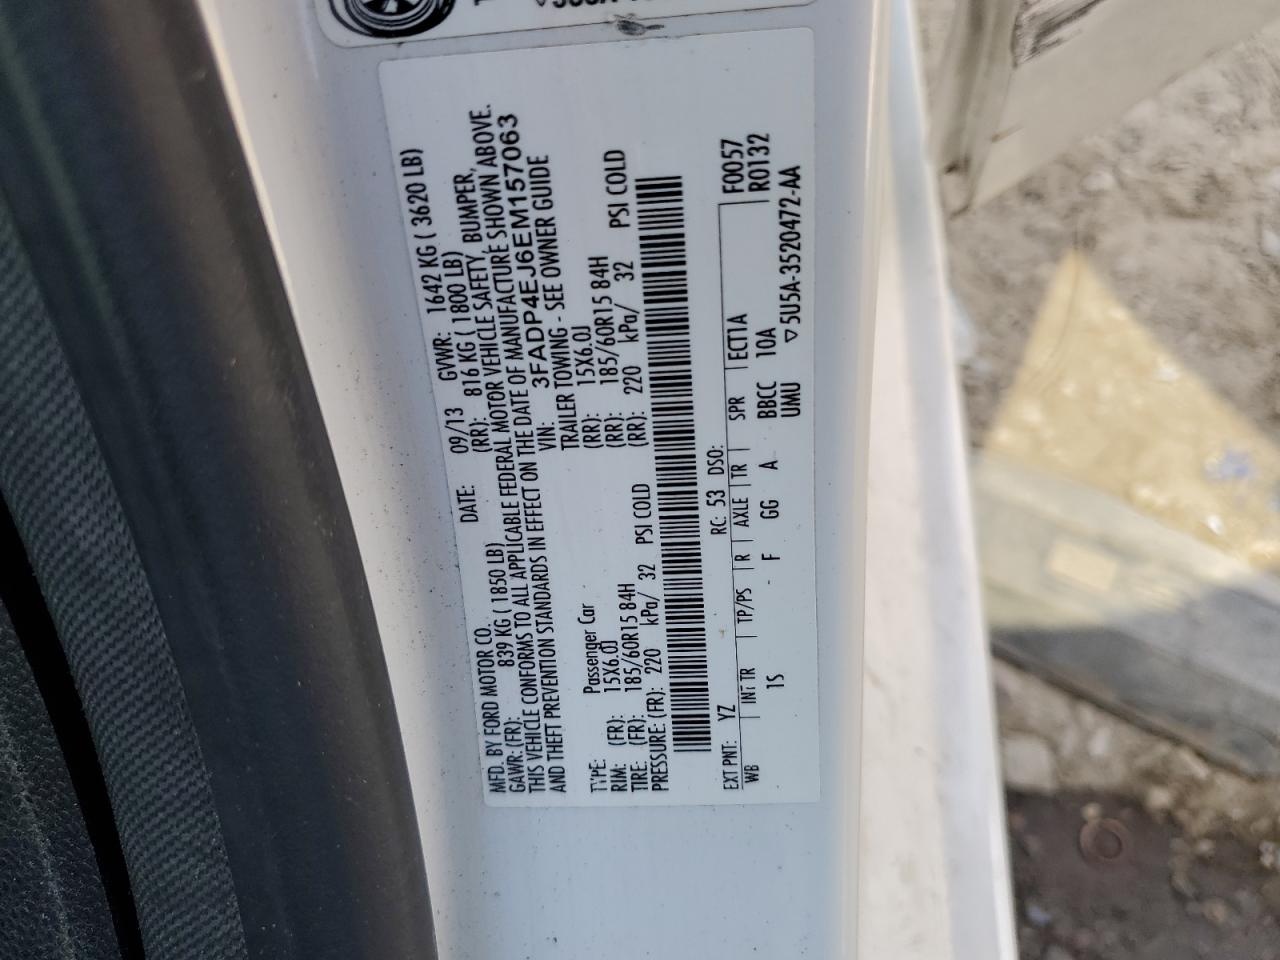 MFD. BY FORD MOTOR CO.
DATE: 09/13 GVWR: 1642 KG ( 3620 LB)
GAWR: (FR): 839 KG ( 1850 LB) (RR): 816 KG ( 1800 LB)
THIS VEHICLE CONFORMS TO ALL APPLICABLE FEDERAL MOTOR VEHICLE SAFETY, BUMPER,
AND THEFT PREVENTION STANDARDS IN EFFECT ON THE DATE OF MANUFACTURE SHOWN ABOVE.
VIN: 3FADP4EJ6EM157063
TYPE: Passenger Car TRAILER TOWING - SEE OWNER GUIDE
RIM: (FR): 15X6.0J (RR): 15X6.0J
TIRE: (FR): 185/60R15 84H (RR): 185/60R15 84H
PRESSURE: (FR): 220 kPa/ 32 PSI COLD (RR): 220 kPa/ 32 PSI COLD
EXT PNT: YZ RC: 53 DSO: F0057
WB INT TR TP/PS R AXLE TR SPR ECT1A R0132
1S F GG A BBCC 10A
UMU ▽5U5A-3520472-AA